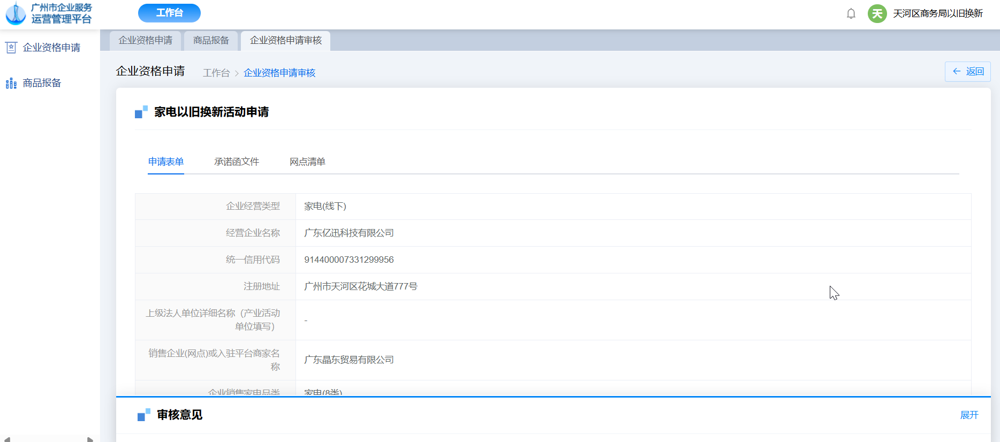 广州市企业服务
运营管理平台
工作台
天
天河区商务局以旧换新
企业资格申请
商品报备
企业资格申请
商品报备
企业资格申请审核
企业资格申请
工作台 > 企业资格申请审核
← 返回
家电以旧换新活动申请
申请表单
承诺函文件
网点清单
企业经营类型
家电(线下)
经营企业名称
广东亿迅科技有限公司
统一信用代码
914400007331299956
注册地址
广州市天河区花城大道777号
上级法人单位详细名称（产业活动
单位填写）
-
销售企业(网点)或入驻平台商家名
称
广东晶东贸易有限公司
企业销售家电品类
家电(8类)
审核意见
展开